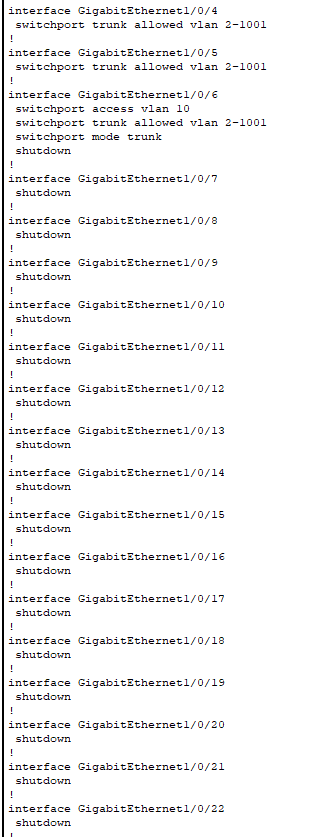 interface GigabitEthernet1/0/4
switchport trunk allowed vlan 2-1001
!
interface GigabitEthernet1/0/5
switchport trunk allowed vlan 2-1001
!
interface GigabitEthernet1/0/6
switchport access vlan 10
switchport trunk allowed vlan 2-1001
switchport mode trunk
shutdown
!
interface GigabitEthernet1/0/7
shutdown
!
interface GigabitEthernet1/0/8
shutdown
!
interface GigabitEthernet1/0/9
shutdown
!
interface GigabitEthernet1/0/10
shutdown
!
interface GigabitEthernet1/0/11
shutdown
!
interface GigabitEthernet1/0/12
shutdown
!
interface GigabitEthernet1/0/13
shutdown
!
interface GigabitEthernet1/0/14
shutdown
!
interface GigabitEthernet1/0/15
shutdown
!
interface GigabitEthernet1/0/16
shutdown
!
interface GigabitEthernet1/0/17
shutdown
!
interface GigabitEthernet1/0/18
shutdown
!
interface GigabitEthernet1/0/19
shutdown
!
interface GigabitEthernet1/0/20
shutdown
!
interface GigabitEthernet1/0/21
shutdown
!
interface GigabitEthernet1/0/22
shutdown
!